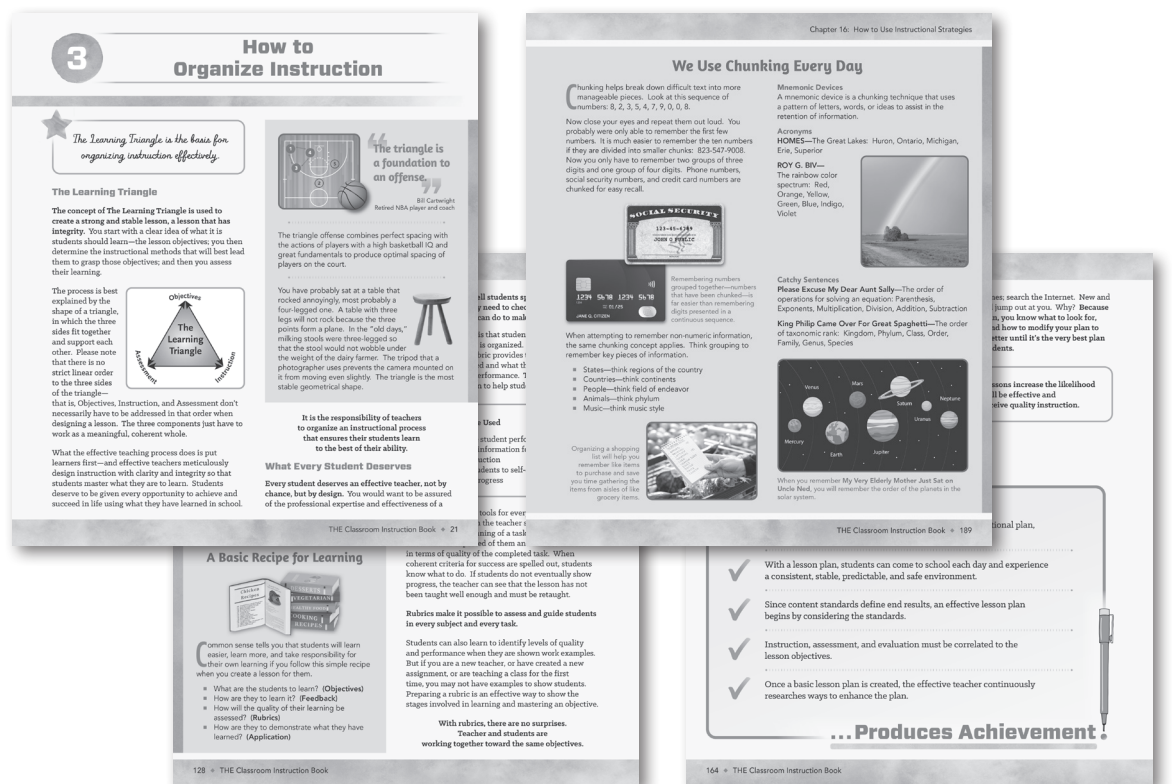 3
How to
Organize Instruction
The Learning Triangle is the basis for
organizing instruction effectively.
The Learning Triangle
The concept of The Learning Triangle is used to
create a strong and stable lesson, a lesson that has
integrity. You start with a clear idea of what it is
students should learn—the lesson objectives; you then
determine the instructional methods that will best lead
them to grasp those objectives; and then you assess
their learning.
The process is best
explained by the
shape of a triangle,
in which the three
sides fit together
and support each
other. Please note
that there is no
strict linear order
to the three sides
of the triangle—
that is, Objectives, Instruction, and Assessment don't
necessarily have to be addressed in that order when
designing a lesson. The three components just have to
work as a meaningful, coherent whole.
Objectives
The
Learning
Triangle
Assessment
Instruction
What the effective teaching process does is put
learners first—and effective teachers meticulously
design instruction with clarity and integrity so that
students master what they are to learn. Students
deserve to be given every opportunity to achieve and
succeed in life using what they have learned in school.
“The triangle is
a foundation to
an offense.”
Bill Cartwright
Retired NBA player and coach
The triangle offense combines perfect spacing with
the actions of players with a high basketball IQ and
great fundamentals to produce optimal spacing of
players on the court.
You have probably sat at a table that
rocked annoyingly, most probably a
four-legged one. A table with three
legs will not rock because the three
points form a plane. In the “old days,”
milking stools were three-legged so
that the stool would not wobble under
the weight of the dairy farmer. The tripod that a
photographer uses prevents the camera mounted on
it from moving even slightly. The triangle is the most
stable geometrical shape.
It is the responsibility of teachers
to organize an instructional process
that ensures their students learn
to the best of their ability.
What Every Student Deserves
Every student deserves an effective teacher, not by
chance, but by design. You would want to be assured
of the professional expertise and effectiveness of a
THE Classroom Instruction Book • 21
Chapter 16: How to Use Instructional Strategies
We Use Chunking Every Day
Chunking helps break down difficult text into more
manageable pieces. Look at this sequence of
numbers: 8, 2, 3, 5, 4, 7, 9, 0, 0, 8.
Now close your eyes and repeat them out loud. You
probably were only able to remember the first few
numbers. It is much easier to remember the ten numbers
if they are divided into smaller chunks: 823-547-9008.
Now you only have to remember two groups of three
digits and one group of four digits. Phone numbers,
social security numbers, and credit card numbers are
chunked for easy recall.
SOCIAL SECURITY
123-45-6789
JOHN Q PUBLIC
1234 5678 1234 5678
JANE Q. CITIZEN
Remembering numbers
grouped together—numbers
that have been chunked—is
far easier than remembering
digits presented in a
continuous sequence.
When attempting to remember non-numeric information,
the same chunking concept applies. Think grouping to
remember key pieces of information.
■ States—think regions of the country
■ Countries—think continents
■ People—think field of endeavor
■ Animals—think phylum
■ Music—think music style
Organizing a shopping
list will help you
remember like items
to purchase and save
you time getting the
items from aisles of like
grocery items.
Mnemonic Devices
A mnemonic device is a chunking technique that uses
a pattern of letters, words, or ideas to assist in the
retention of information.
Acronyms
HOMES—The Great Lakes: Huron, Ontario, Michigan,
Erie, Superior
ROY G. BIV—
The rainbow color
spectrum: Red,
Orange, Yellow,
Green, Blue, Indigo,
Violet
Catchy Sentences
Please Excuse My Dear Aunt Sally—The order of
operations for solving an equation: Parenthesis,
Exponents, Multiplication, Division, Addition, Subtraction
King Philip Came Over For Great Spaghetti—The order
of taxonomic rank: Kingdom, Phylum, Class, Order,
Family, Genus, Species
Mercury
Venus
Earth
Mars
Jupiter
Saturn
Uranus
Neptune
When you remember My Very Elderly Mother Just Sat on
Uncle Ned, you will remember the order of the planets in the
solar system.
THE Classroom Instruction Book • 189
A Basic Recipe for Learning
Chicken
Recipes
DESSERTS
VEGETARIAN
COOKING
RECIPES
Common sense tells you that students will learn
easier, learn more, and take responsibility for
their own learning if you follow this simple recipe
when you create a lesson for them.
■ What are the students to learn? (Objectives)
■ How are they to learn it? (Feedback)
■ How will the quality of their learning be
assessed? (Rubrics)
■ How are they to demonstrate what they have
learned? (Application)
in terms of quality of the completed task. When
coherent criteria for success are spelled out, students
know what to do. If students do not eventually show
progress, the teacher can see that the lesson has not
been taught well enough and must be retaught.
Rubrics make it possible to assess and guide students
in every subject and every task.
Students can also learn to identify levels of quality
and performance when they are shown work examples.
But if you are a new teacher, or have created a new
assignment, or are teaching a class for the first
time, you may not have examples to show students.
Preparing a rubric is an effective way to show the
stages involved in learning and mastering an objective.
With rubrics, there are no surprises.
Teacher and students are
working together toward the same objectives.
128 • THE Classroom Instruction Book
search the Internet. New and
jump out at you. Why? Because
you know what to look for,
how to modify your plan to
until it's the very best plan
increase the likelihood
be effective and
quality instruction.
plan,
With a lesson plan, students can come to school each day and experience
a consistent, stable, predictable, and safe environment.
Since content standards define end results, an effective lesson plan
begins by considering the standards.
Instruction, assessment, and evaluation must be correlated to the
lesson objectives.
Once a basic lesson plan is created, the effective teacher continuously
researches ways to enhance the plan.
...Produces Achievement
164 • THE Classroom Instruction Book